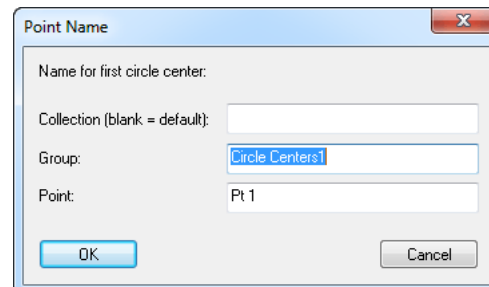 Point Name
Name for first circle center:
Collection (blank = default):
Group: Circle Centers1
Point: Pt 1
OK Cancel